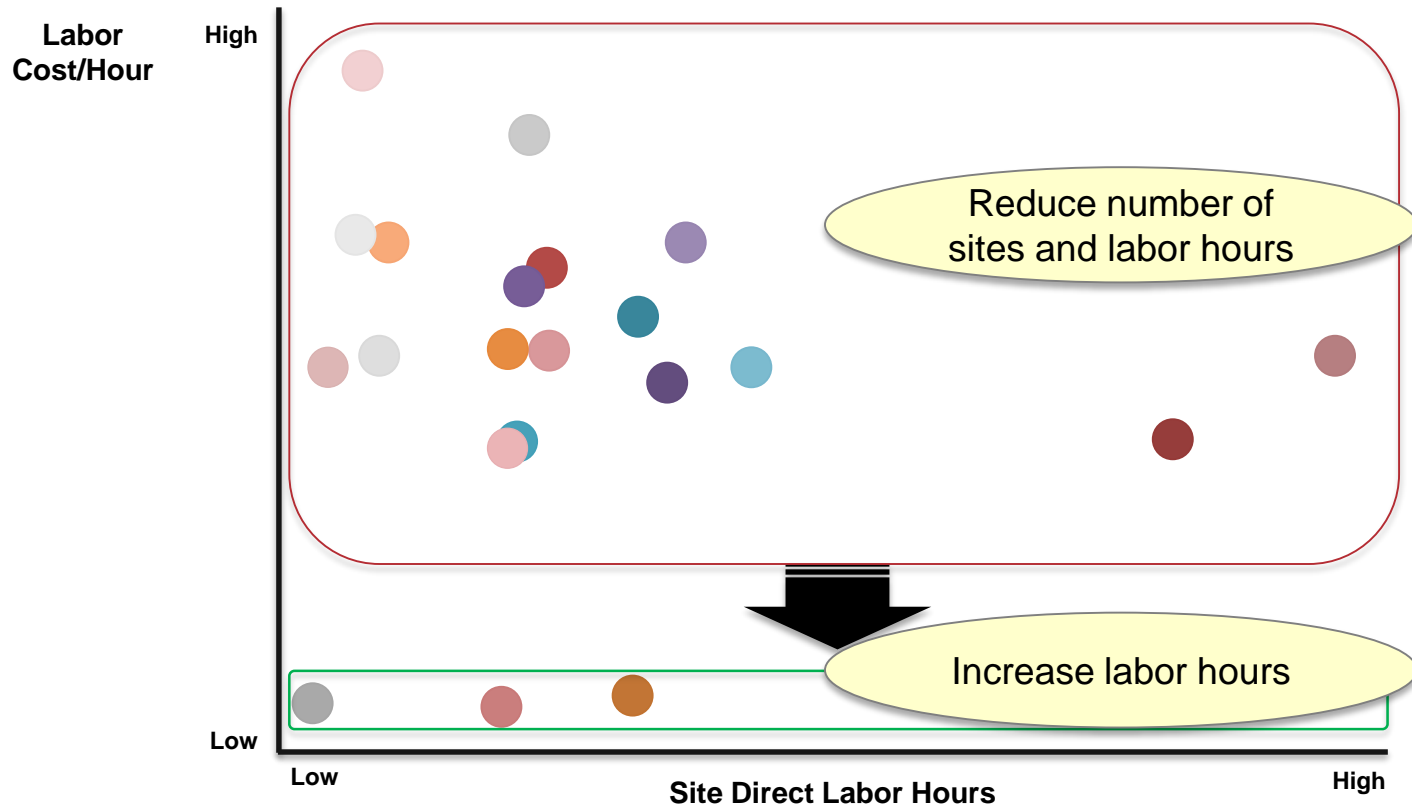 Labor
Cost/Hour
High
Reduce number of
sites and labor hours
Increase labor hours
Low
Low
High
Site Direct Labor Hours